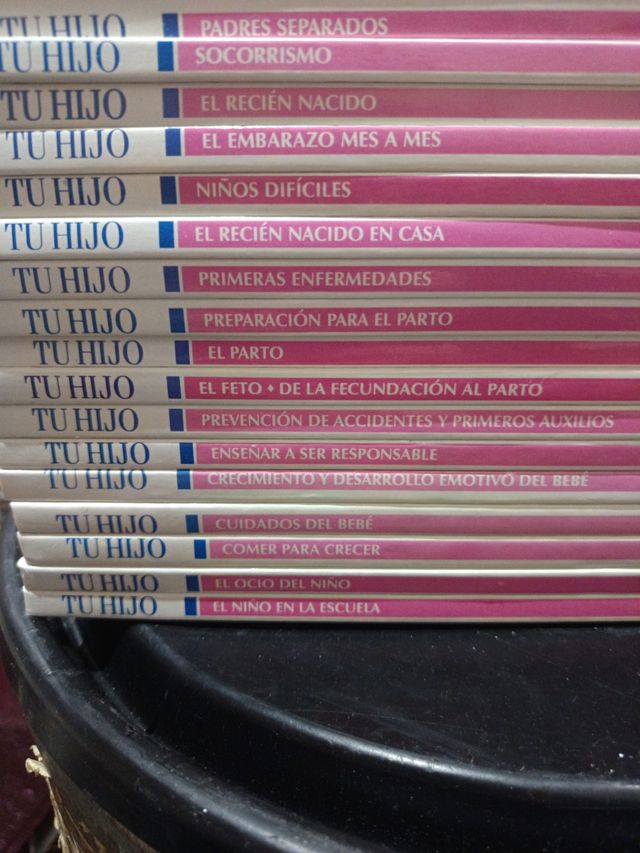 TU HIJO PADRES SEPARADOS
TU HIJO SOCORRISMO
TU HIJO EL RECIÉN NACIDO
TU HIJO EL EMBARAZO MES A MES
TU HIJO NIÑOS DIFÍCILES
TU HIJO EL RECIÉN NACIDO EN CASA
TU HIJO PRIMERAS ENFERMEDADES
TU HIJO PREPARACIÓN PARA EL PARTO
TU HIJO EL PARTO
TU HIJO EL FETO • DE LA FECUNDACIÓN AL PARTO
TU HIJO PREVENCIÓN DE ACCIDENTES Y PRIMEROS AUXILIOS
TU HIJO ENSEÑAR A SER RESPONSABLE
TU HIJO CRECIMIENTO Y DESARROLLO EMOTIVO DEL BEBÉ
TU HIJO CUIDADOS DEL BEBÉ
TU HIJO COMER PARA CRECER
TU HIJO EL OCIO DEL NIÑO
TU HIJO EL NIÑO EN LA ESCUELA